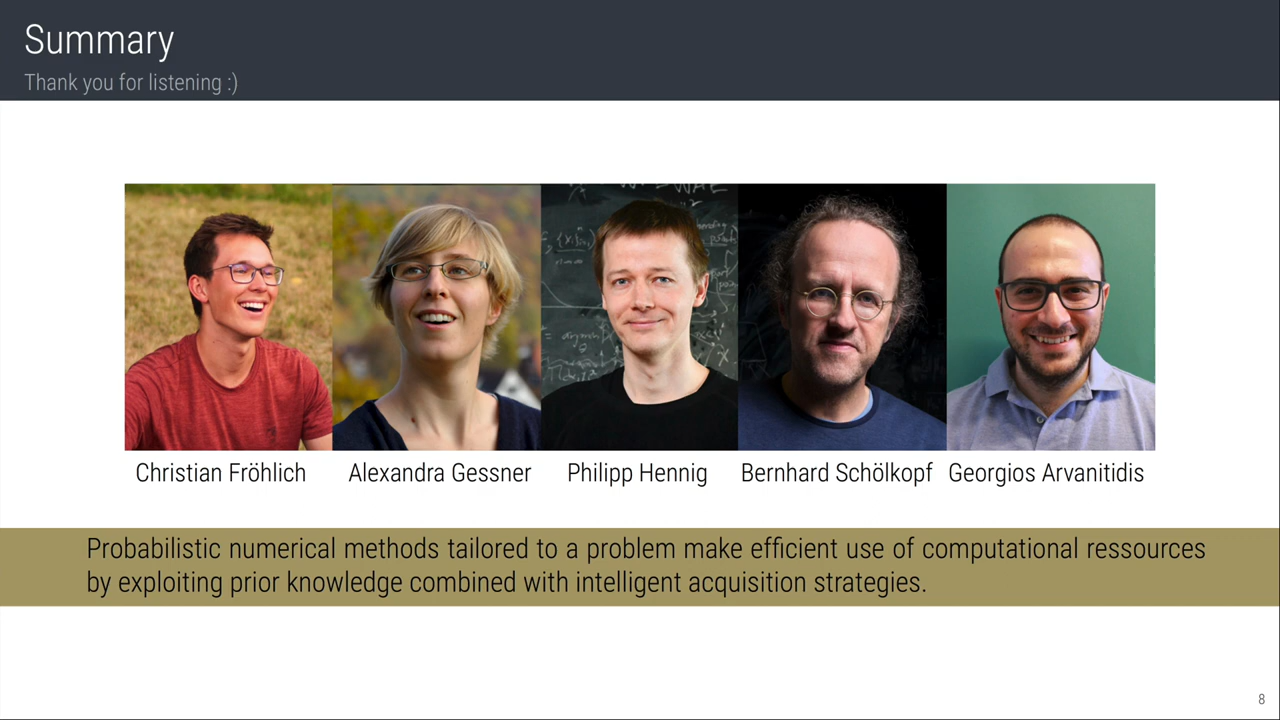 Summary
Thank you for listening :)
Christian Fröhlich
Alexandra Gessner
Philipp Hennig
Bernhard Schölkopf
Georgios Arvanitidis
Probabilistic numerical methods tailored to a problem make efficient use of computational ressources
by exploiting prior knowledge combined with intelligent acquisition strategies.
8